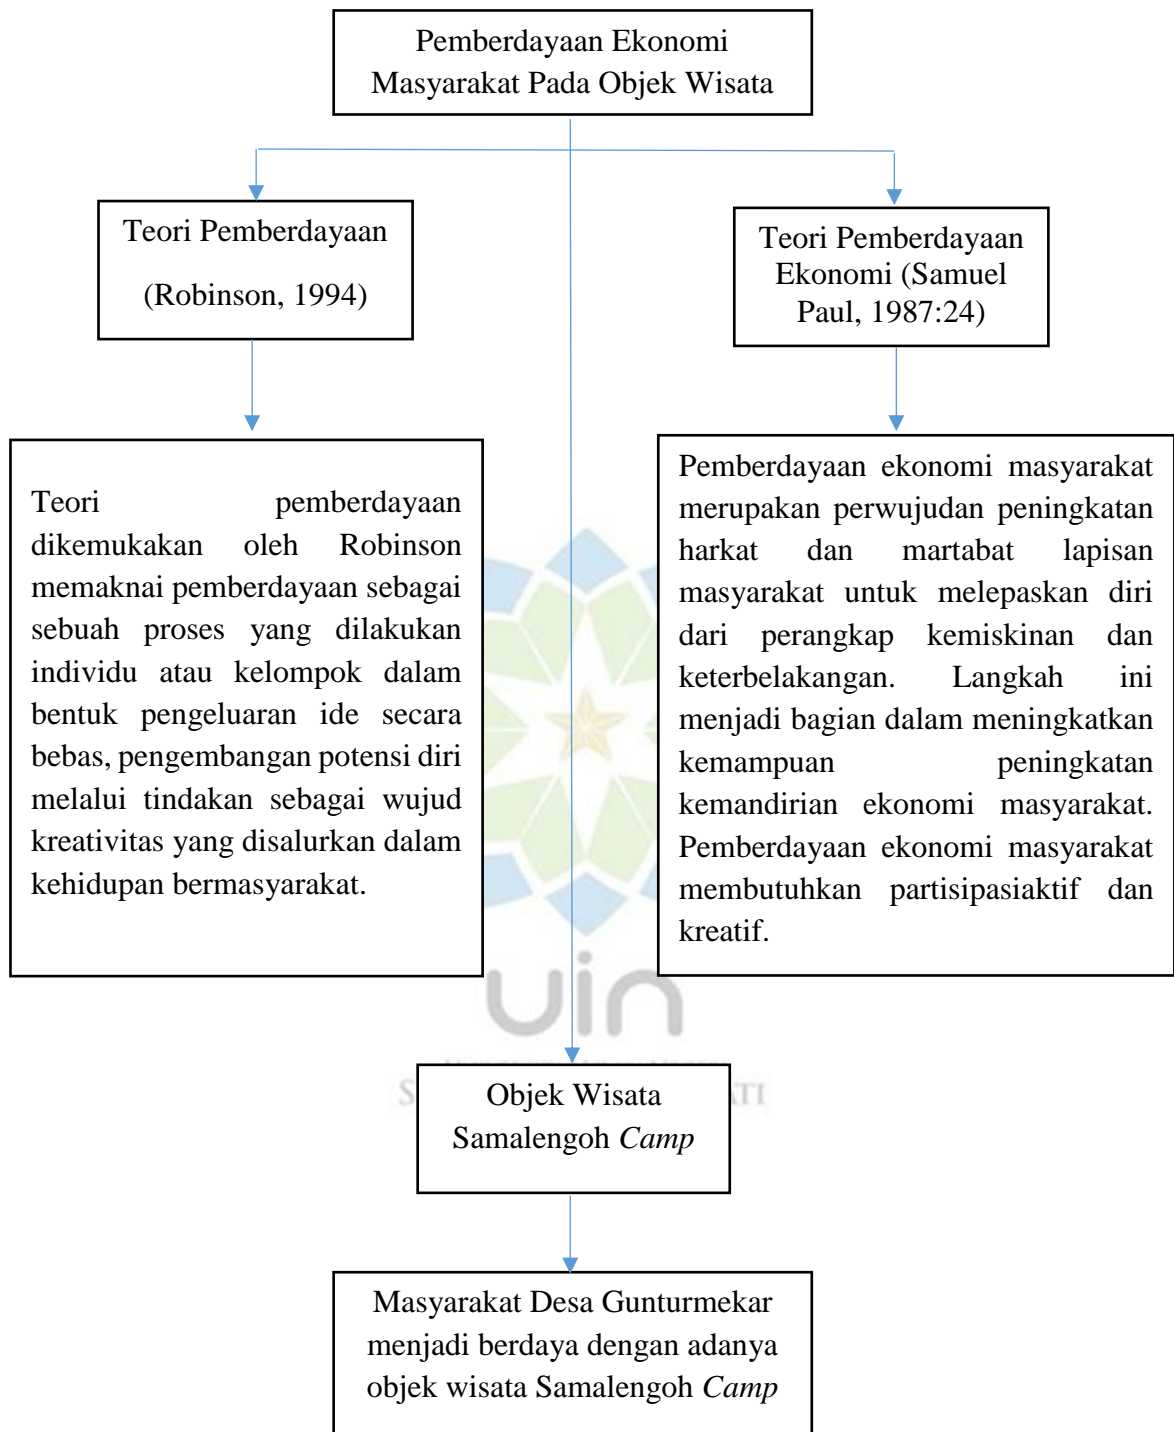 Pemberdayaan Ekonomi
Masyarakat Pada Objek Wisata
Teori Pemberdayaan
(Robinson, 1994)
Teori Pemberdayaan
Ekonomi (Samuel
Paul, 1987:24)
Teori pemberdayaan
dikemukakan oleh Robinson
memaknai pemberdayaan sebagai
sebuah proses yang dilakukan
individu atau kelompok dalam
bentuk pengeluaran ide secara
bebas, pengembangan potensi diri
melalui tindakan sebagai wujud
kreativitas yang disalurkan dalam
kehidupan bermasyarakat.
Pemberdayaan ekonomi masyarakat
merupakan perwujudan peningkatan
harkat dan martabat lapisan
masyarakat untuk melepaskan diri
dari perangkap kemiskinan dan
keterbelakangan. Langkah ini
menjadi bagian dalam meningkatkan
kemampuan peningkatan
kemandirian ekonomi masyarakat.
Pemberdayaan ekonomi masyarakat
membutuhkan partisipasiaktif dan
kreatif.
uin
Objek Wisata
Samalengoh Camp
Masyarakat Desa Gunturmekar
menjadi berdaya dengan adanya
objek wisata Samalengoh Camp